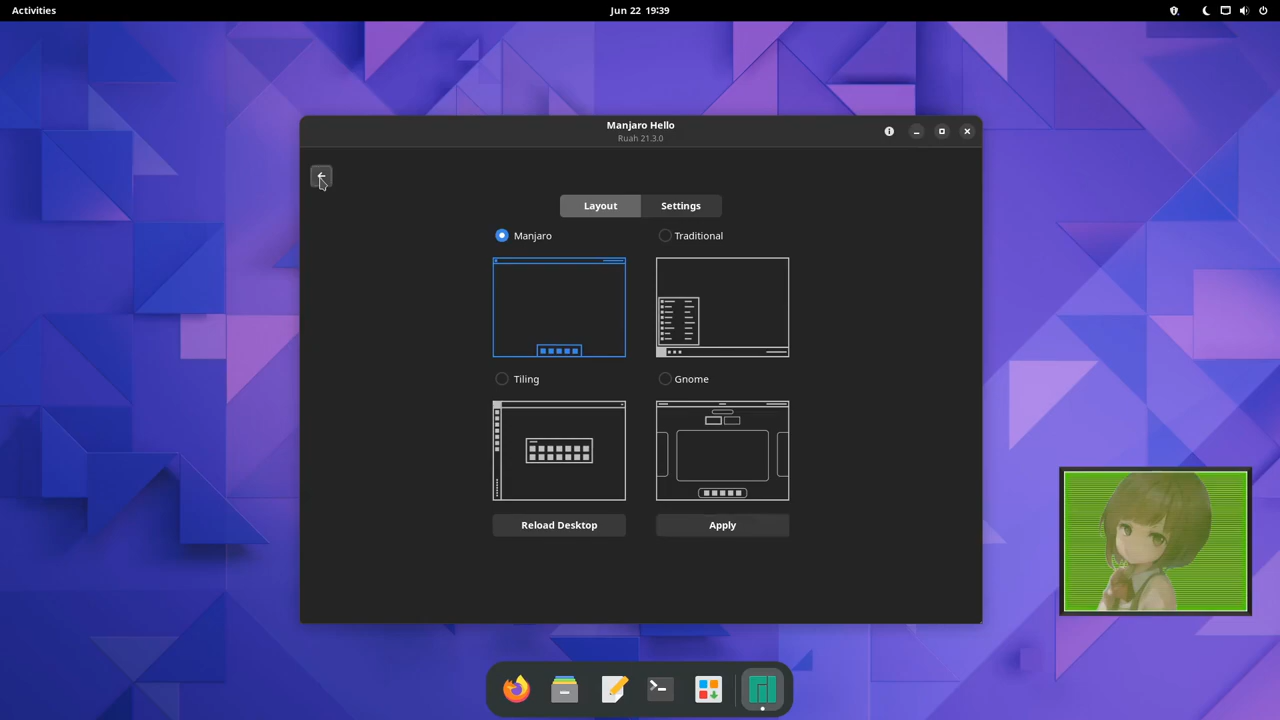 Activities
Jun 22 19:39
Manjaro Hello
Ruah 21.3.0
Layout
Settings
Manjaro
Traditional
Tiling
Gnome
Reload Desktop
Apply